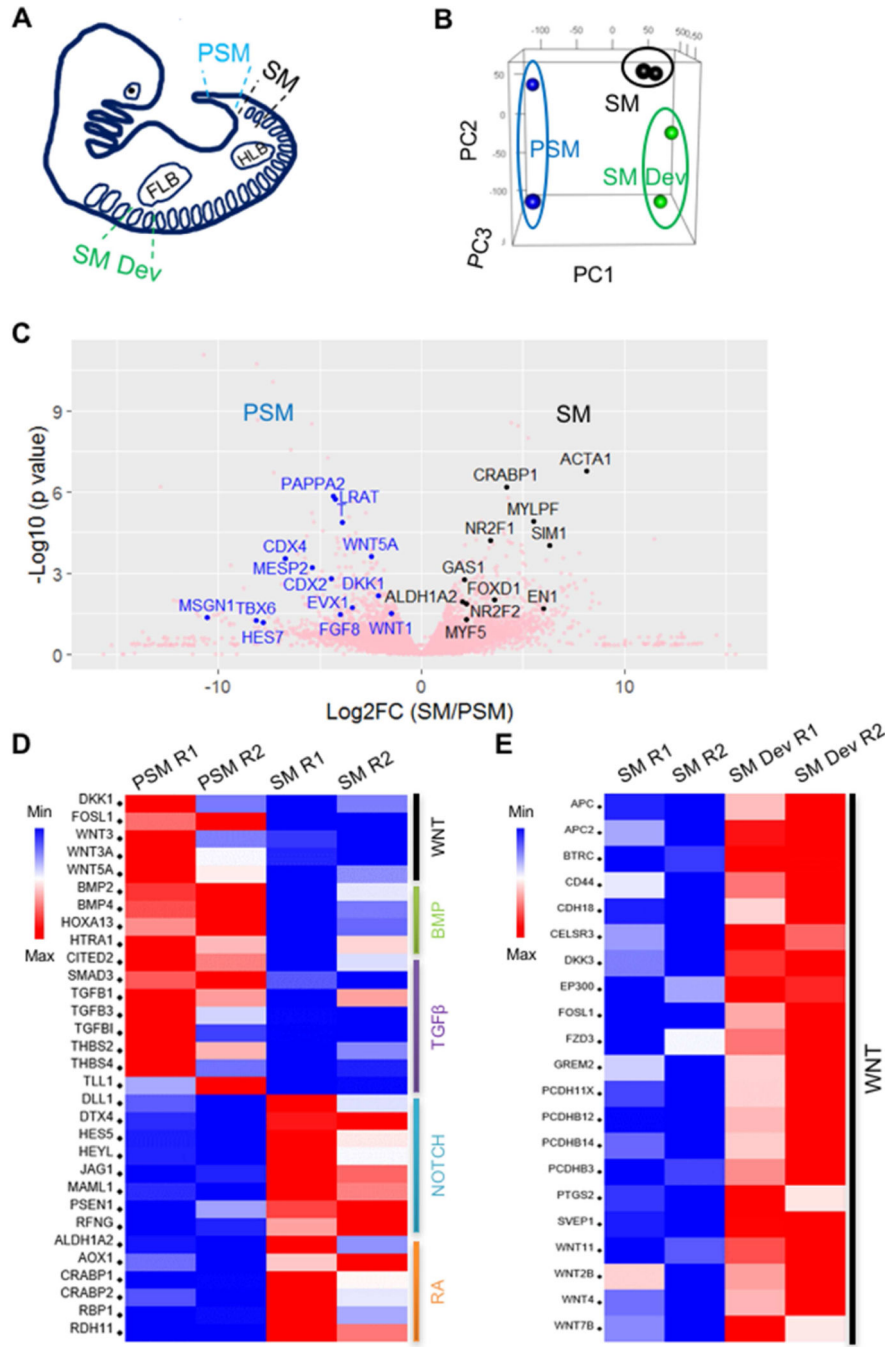 A
PSM
SM
FLB
HLB
SM Dev
B
-100 -50 0 50 500 50
50
0
-50
-100
PC2
PC3
PC1
SM
PSM
SM Dev
C
PSM
SM
PAPPA2
LRAT
T
CDX4
WNT5A
MESP2
CDX2
DKK1
MSGN1
TBX6
EVX1
HES7
FGF8
WNT1
ACTA1
CRABP1
MYLPF
NR2F1
SIM1
GAS1
FOXD1
ALDH1A2
EN1
NR2F2
MYF5
-Log10 (p value)
9
6
3
0
-10 0 10
Log2FC (SM/PSM)
D
PSM R1 PSM R2 SM R1 SM R2
Min
Max
DKK1
FOSL1
WNT3
WNT3A
WNT5A
BMP2
BMP4
HOXA13
HTRA1
CITED2
SMAD3
TGFB1
TGFB3
TGFBI
THBS2
THBS4
TLL1
DLL1
DTX4
HES5
HEYL
JAG1
MAML1
PSEN1
RFNG
ALDH1A2
AOX1
CRABP1
CRABP2
RBP1
RDH11
WNT
BMP
TGFβ
NOTCH
RA
E
SM R1 SM R2 SM Dev R1 SM Dev R2
Min
Max
APC
APC2
BTRC
CD44
CDH18
CELSR3
DKK3
EP300
FOSL1
FZD3
GREM2
PCDH11X
PCDHB12
PCDHB14
PCDHB3
PTGS2
SVEP1
WNT11
WNT2B
WNT4
WNT7B
WNT